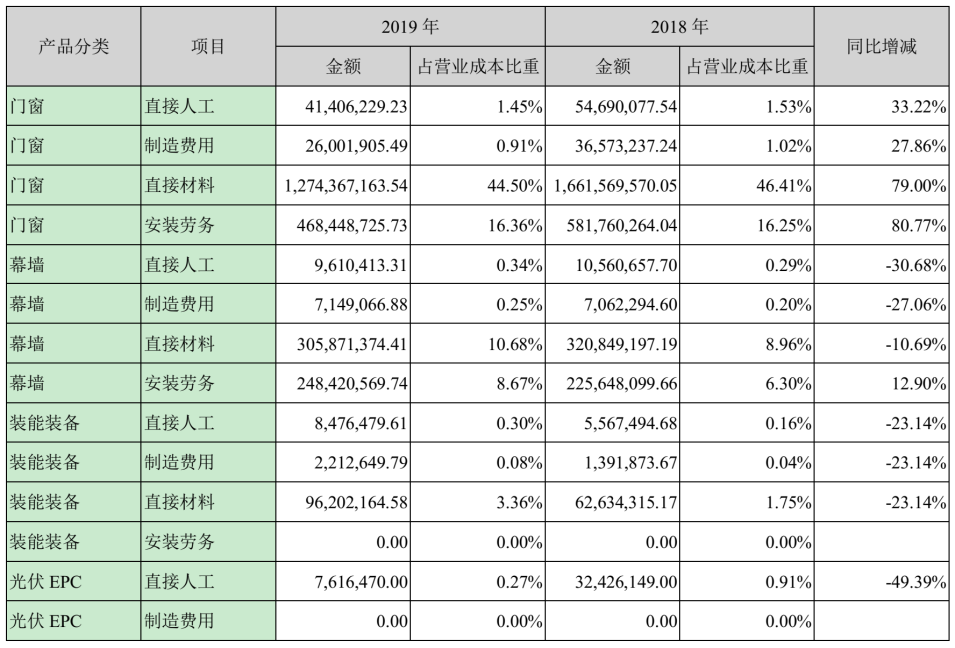 产品分类 项目 2019 年 2018 年 同比增减
金额 占营业成本比重 金额 占营业成本比重
门窗 直接人工 41,406,229.23 1.45% 54,690,077.54 1.53% 33.22%
门窗 制造费用 26,001,905.49 0.91% 36,573,237.24 1.02% 27.86%
门窗 直接材料 1,274,367,163.54 44.50% 1,661,569,570.05 46.41% 79.00%
门窗 安装劳务 468,448,725.73 16.36% 581,760,264.04 16.25% 80.77%
幕墙 直接人工 9,610,413.31 0.34% 10,560,657.70 0.29% -30.68%
幕墙 制造费用 7,149,066.88 0.25% 7,062,294.60 0.20% -27.06%
幕墙 直接材料 305,871,374.41 10.68% 320,849,197.19 8.96% -10.69%
幕墙 安装劳务 248,420,569.74 8.67% 225,648,099.66 6.30% 12.90%
装能装备 直接人工 8,476,479.61 0.30% 5,567,494.68 0.16% -23.14%
装能装备 制造费用 2,212,649.79 0.08% 1,391,873.67 0.04% -23.14%
装能装备 直接材料 96,202,164.58 3.36% 62,634,315.17 1.75% -23.14%
装能装备 安装劳务 0.00 0.00% 0.00 0.00%
光伏 EPC 直接人工 7,616,470.00 0.27% 32,426,149.00 0.91% -49.39%
光伏 EPC 制造费用 0.00 0.00% 0.00 0.00%